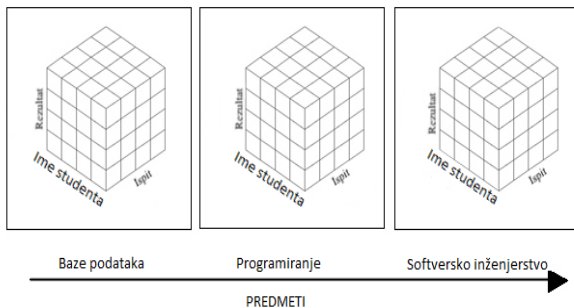 Rezultat
Ime studenta
Ispit
Rezultat
Ime studenta
Ispit
Rezultat
Ime studenta
Ispit
Baze podataka
Programiranje
Softversko inženjerstvo
PREDMETI